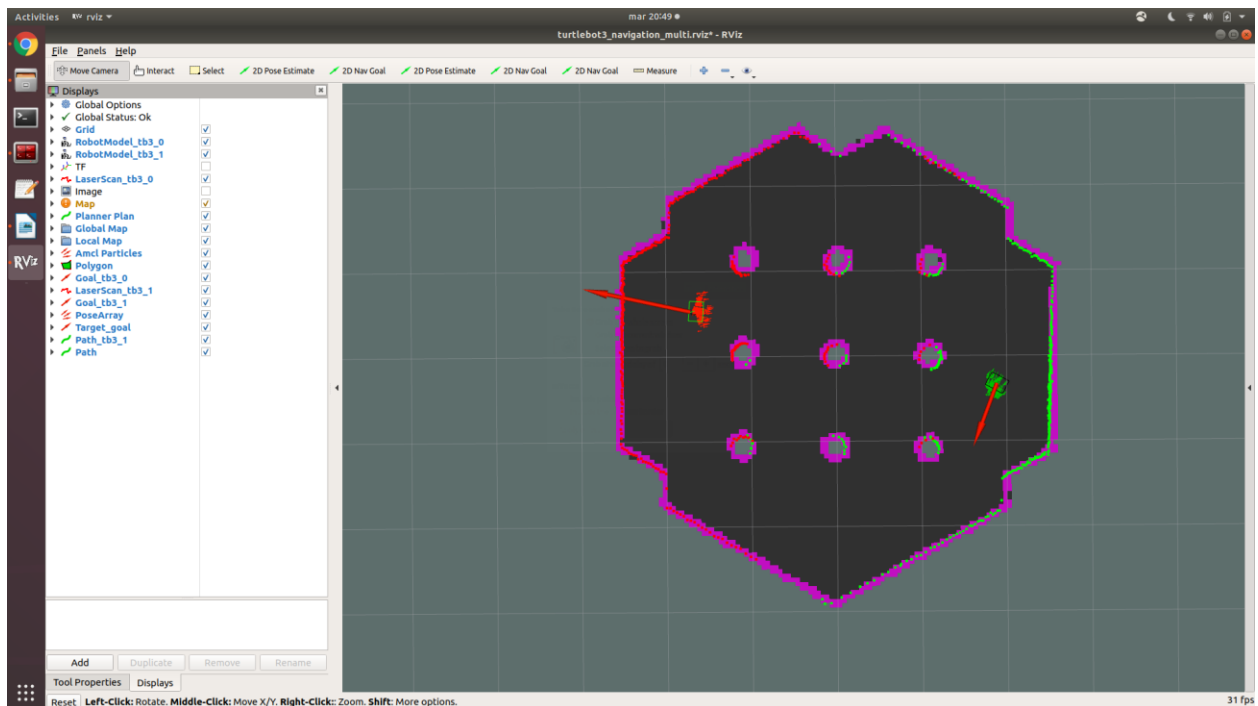 Activities RViz rviz mar 20:49
turtlebot3_navigation_multi.rviz* - RViz
File Panels Help
Move Camera Interact Select 2D Pose Estimate 2D Nav Goal 2D Pose Estimate 2D Nav Goal 2D Nav Goal Measure
Displays
Global Options
Global Status: Ok
Grid
RobotModel_tb3_0
RobotModel_tb3_1
TF
LaserScan_tb3_0
Image
Map
Planner Plan
Global Map
Local Map
Amcl Particles
Polygon
Goal_tb3_0
LaserScan_tb3_1
Goal_tb3_1
PoseArray
Target_goal
Path_tb3_1
Path
RViz
Add Duplicate Remove Rename
Tool Properties Displays
Reset Left-Click: Rotate. Middle-Click: Move X/Y. Right-Click:: Zoom. Shift: More options. 31 fps